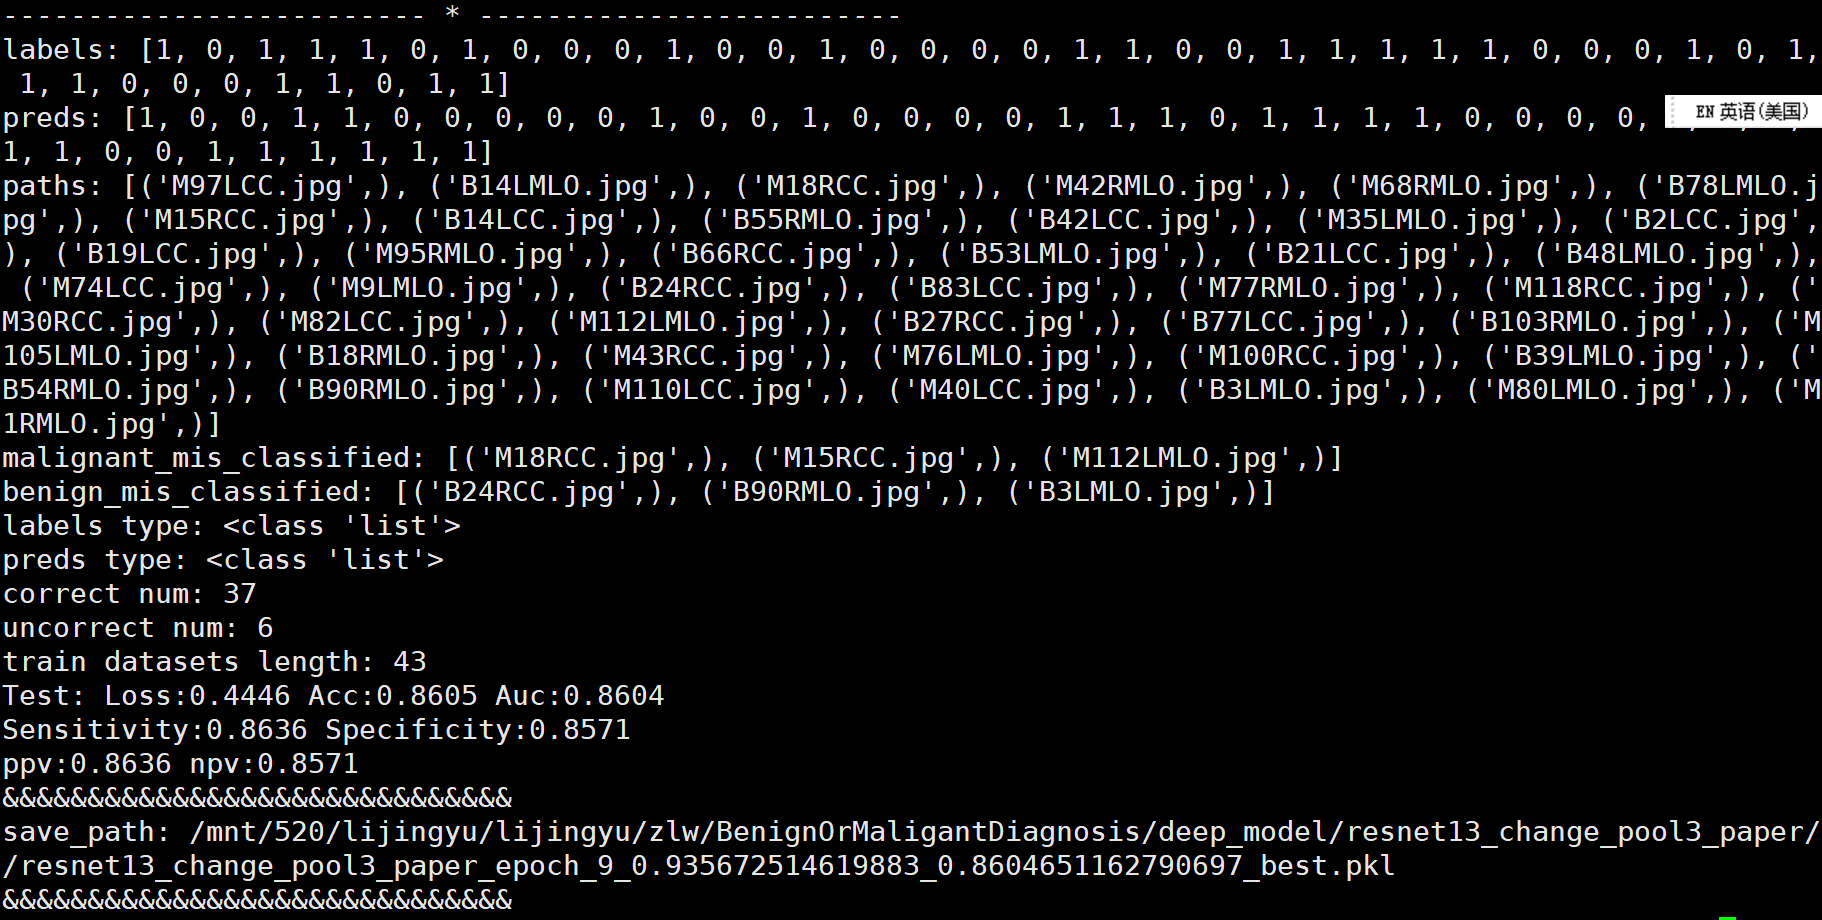 ------------------------- * -------------------------
labels: [1, 0, 1, 1, 1, 0, 1, 0, 0, 0, 1, 0, 0, 1, 0, 0, 0, 0, 1, 1, 0, 0, 1, 1, 1, 1, 1, 0, 0, 0, 1, 0, 1,
1, 1, 0, 0, 0, 1, 1, 0, 1, 1]
preds: [1, 0, 0, 1, 1, 0, 0, 0, 0, 0, 1, 0, 0, 1, 0, 0, 0, 0, 1, 1, 1, 0, 1, 1, 1, 1, 0, 0, 0, 0,
EN 英语(美国)
1, 1, 0, 0, 1, 1, 1, 1, 1, 1]
paths: [('M97LCC.jpg',), ('B14LMLO.jpg',), ('M18RCC.jpg',), ('M42RMLO.jpg',), ('M68RMLO.jpg',), ('B78LMLO.j
pg',), ('M15RCC.jpg',), ('B14LCC.jpg',), ('B55RMLO.jpg',), ('B42LCC.jpg',), ('M35LMLO.jpg',), ('B2LCC.jpg',
), ('B19LCC.jpg',), ('M95RMLO.jpg',), ('B66RCC.jpg',), ('B53LMLO.jpg',), ('B21LCC.jpg',), ('B48LMLO.jpg',),
('M74LCC.jpg',), ('M9LMLO.jpg',), ('B24RCC.jpg',), ('B83LCC.jpg',), ('M77RMLO.jpg',), ('M118RCC.jpg',), ('
M30RCC.jpg',), ('M82LCC.jpg',), ('M112LMLO.jpg',), ('B27RCC.jpg',), ('B77LCC.jpg',), ('B103RMLO.jpg',), ('M
105LMLO.jpg',), ('B18RMLO.jpg',), ('M43RCC.jpg',), ('M76LMLO.jpg',), ('M100RCC.jpg',), ('B39LMLO.jpg',), ('
B54RMLO.jpg',), ('B90RMLO.jpg',), ('M110LCC.jpg',), ('M40LCC.jpg',), ('B3LMLO.jpg',), ('M80LMLO.jpg',), ('M
1RMLO.jpg',)]
malignant_mis_classified: [('M18RCC.jpg',), ('M15RCC.jpg',), ('M112LMLO.jpg',)]
benign_mis_classified: [('B24RCC.jpg',), ('B90RMLO.jpg',), ('B3LMLO.jpg',)]
labels type: <class 'list'>
preds type: <class 'list'>
correct num: 37
uncorrect num: 6
train datasets length: 43
Test: Loss:0.4446 Acc:0.8605 Auc:0.8604
Sensitivity:0.8636 Specificity:0.8571
ppv:0.8636 npv:0.8571
&&&&&&&&&&&&&&&&&&&&&&&&&&&&&&
save_path: /mnt/520/lijingyu/lijingyu/zlw/BenignOrMaligantDiagnosis/deep_model/resnet13_change_pool3_paper/
/resnet13_change_pool3_paper_epoch_9_0.935672514619883_0.8604651162790697_best.pkl
&&&&&&&&&&&&&&&&&&&&&&&&&&&&&&